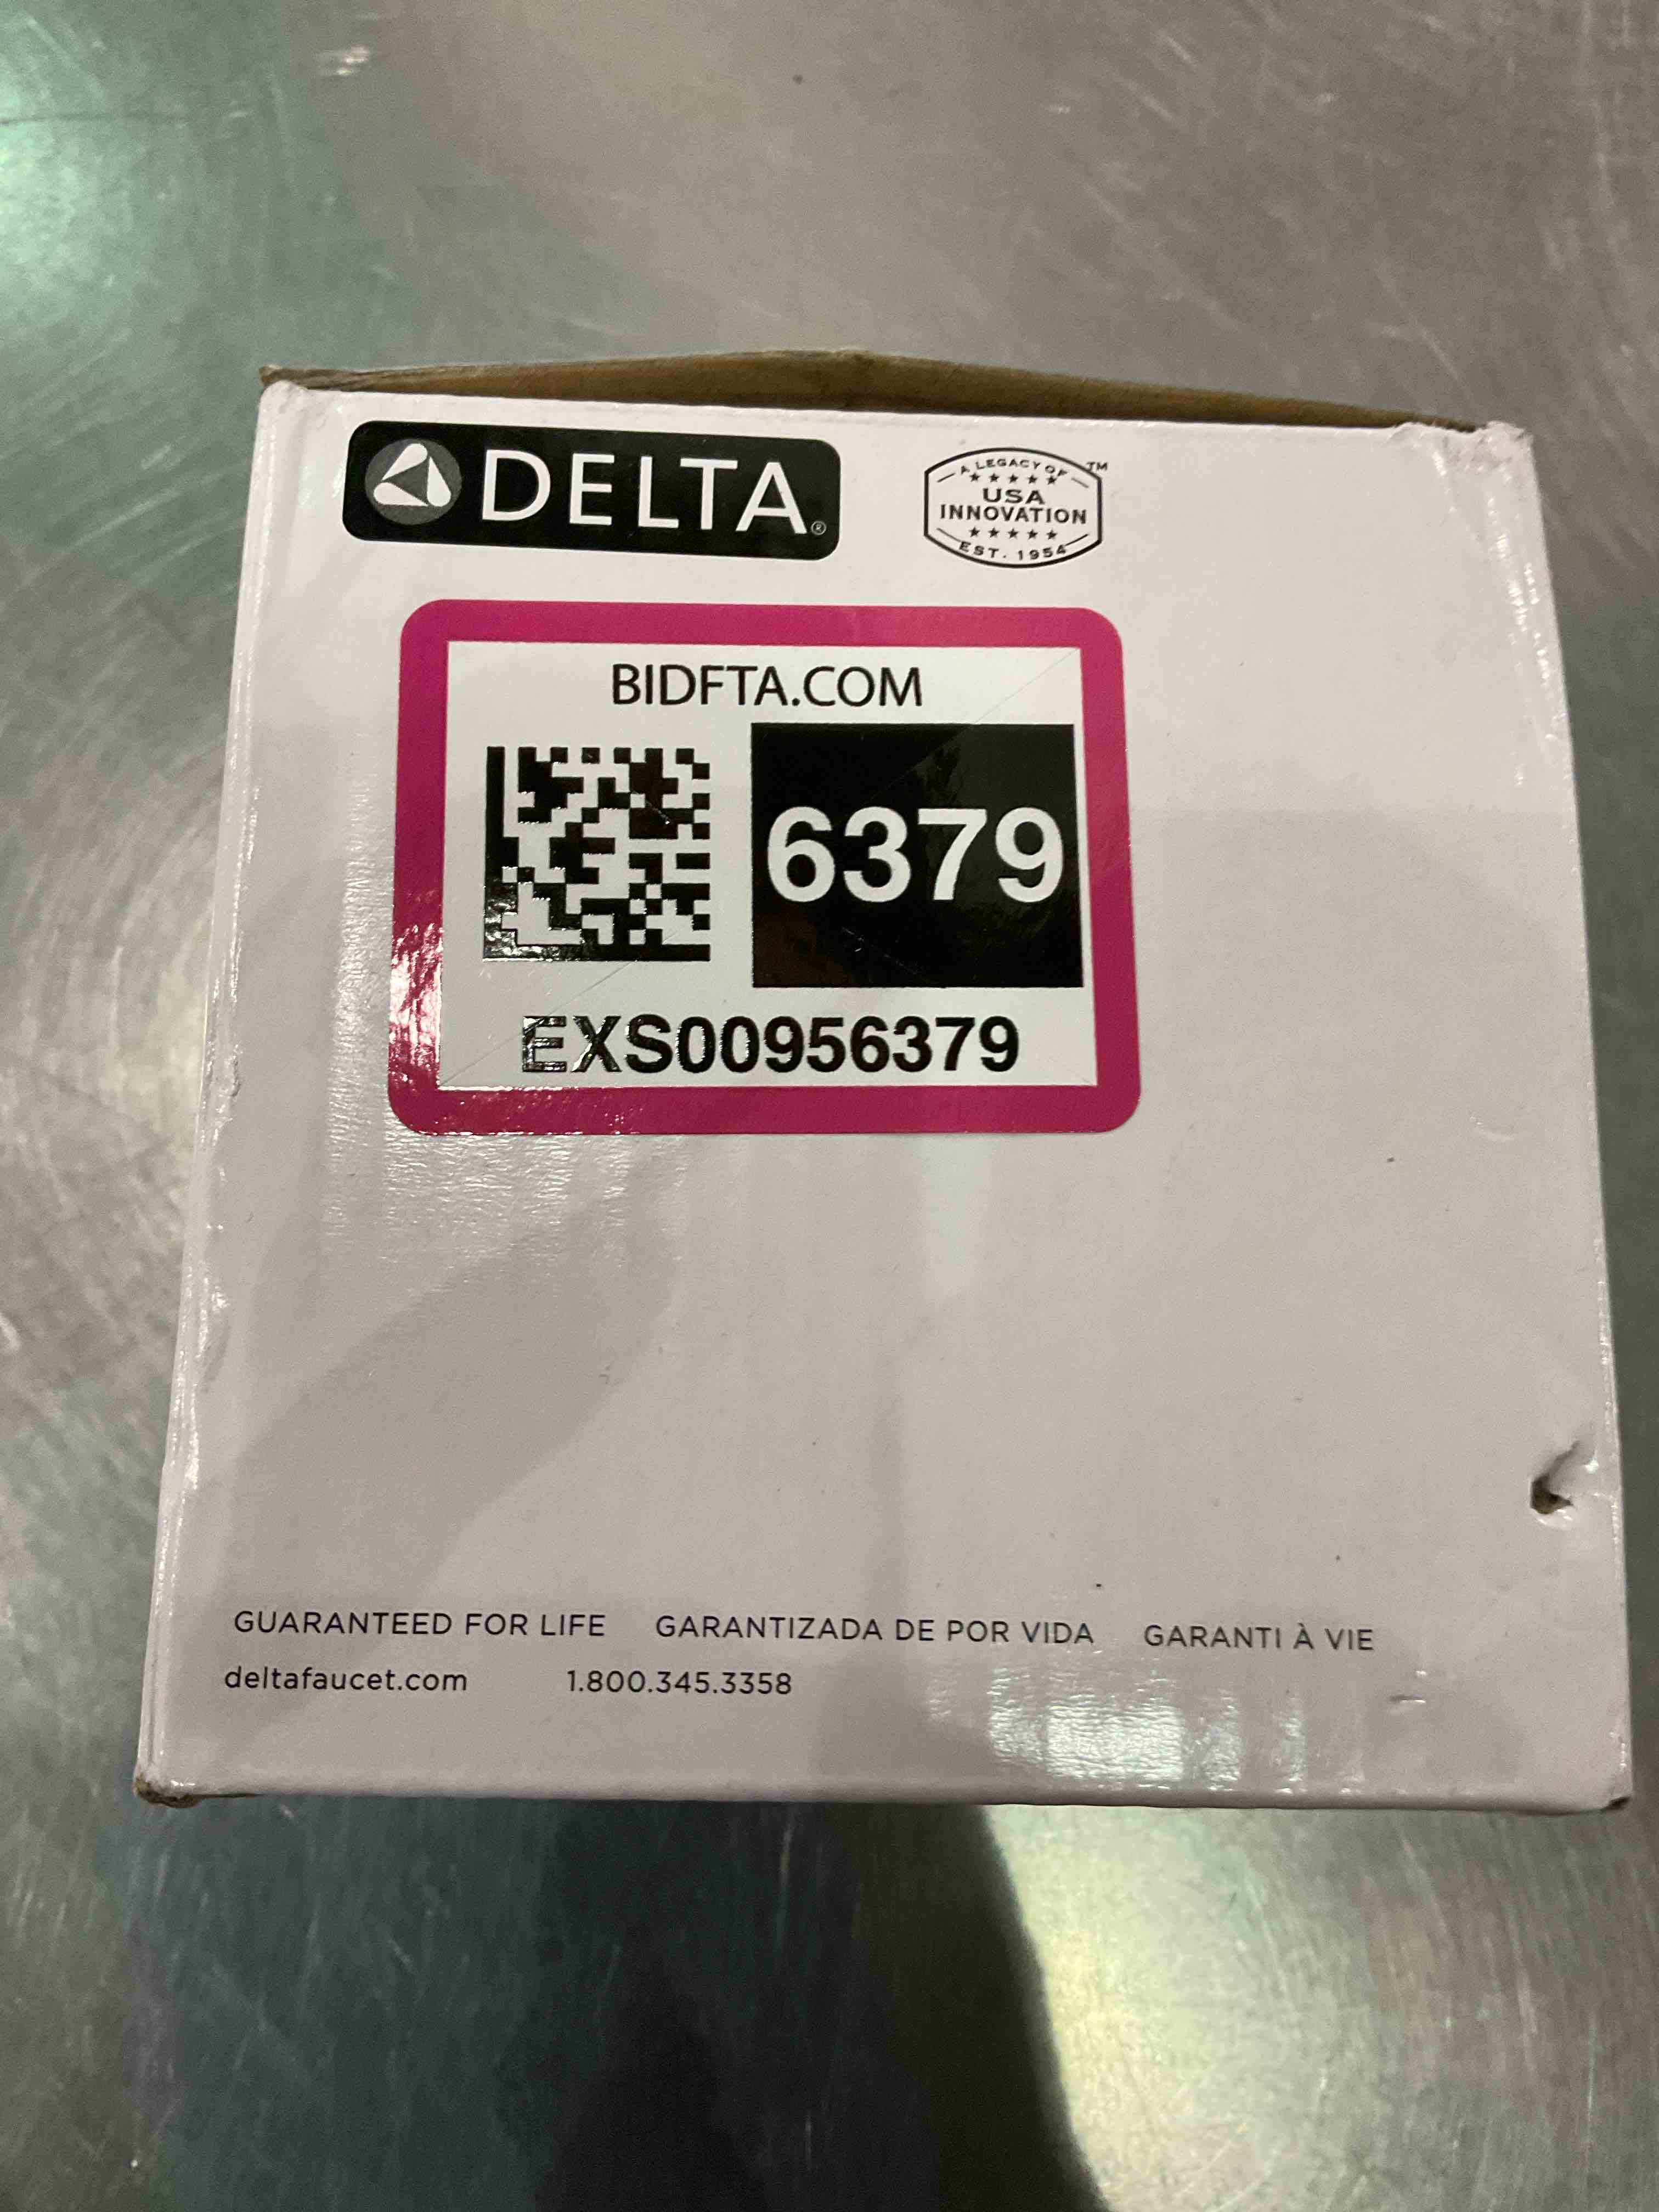 DELTA®
A LEGACY OF ™
USA
INNOVATION
EST. 1954
BIDFTA.COM
6379
EXS00956379
GUARANTEED FOR LIFE GARANTIZADA DE POR VIDA GARANTI À VIE
deltafaucet.com 1.800.345.3358